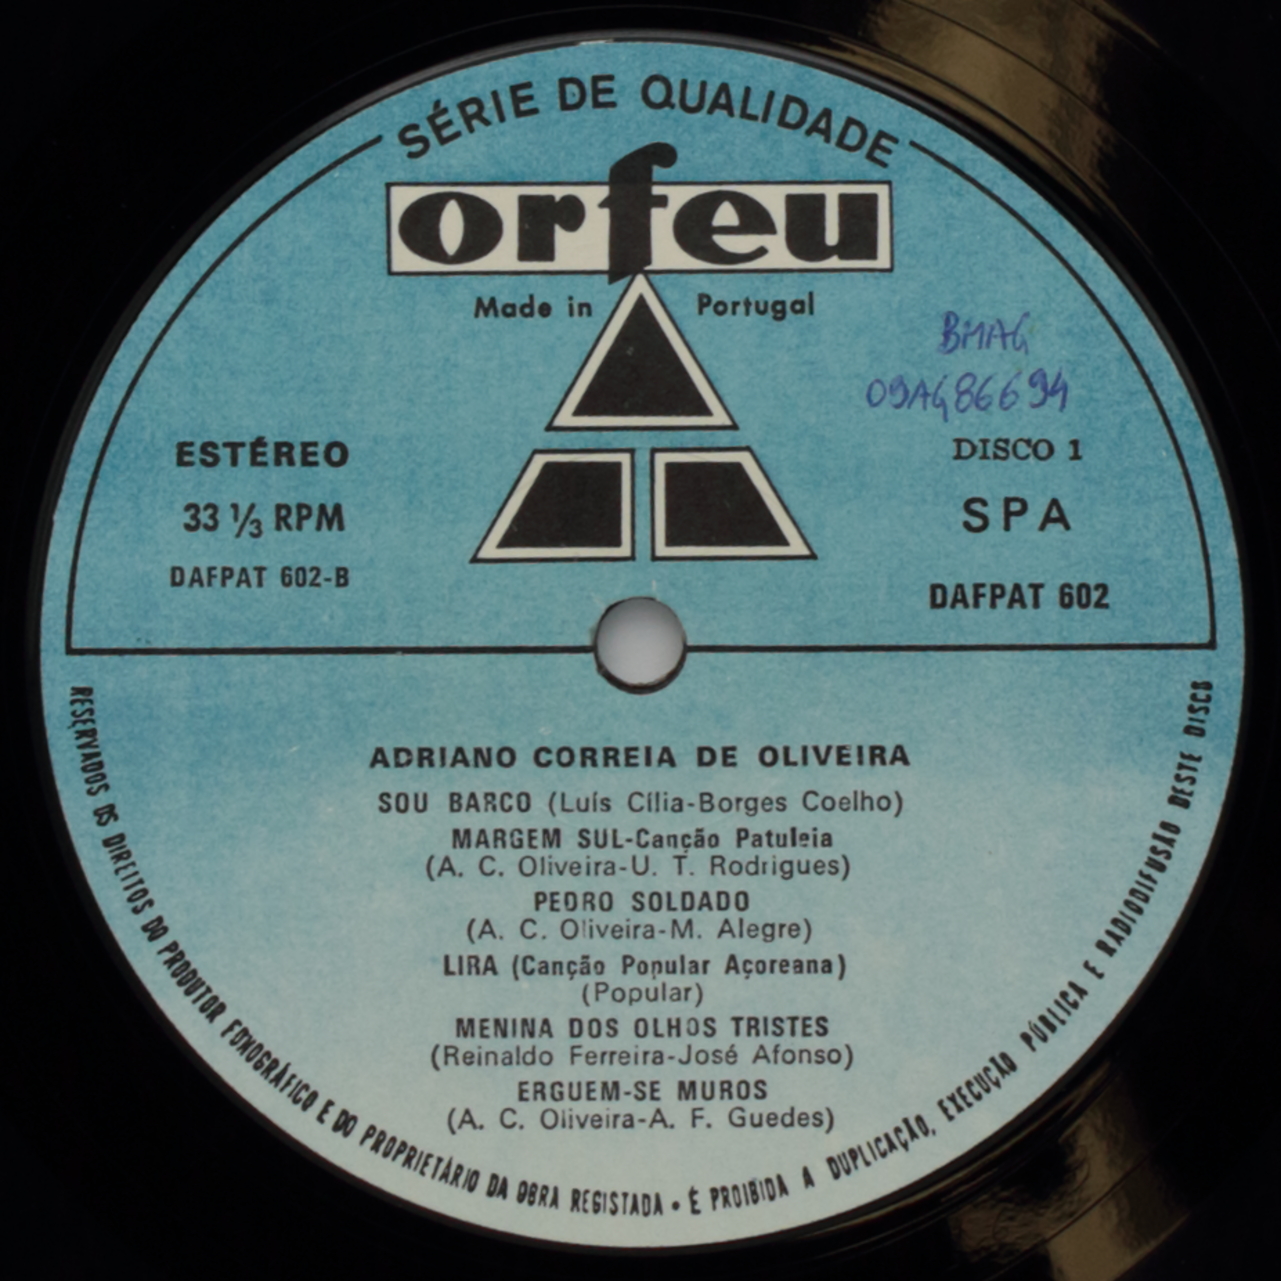 SÉRIE DE QUALIDADE
orfeu
Made in Portugal
BMAG
09AG86694
ESTÉREO
33 ⅓ RPM
DAFPAT 602-B
DISCO 1
SPA
DAFPAT 602
ADRIANO CORREIA DE OLIVEIRA
SOU BARCO (Luís Cília-Borges Coelho)
MARGEM SUL-Canção Patuleia
(A. C. Oliveira-U. T. Rodrigues)
PEDRO SOLDADO
(A. C. Oliveira-M. Alegre)
LIRA (Canção Popular Açoreana)
(Popular)
MENINA DOS OLHOS TRISTES
(Reinaldo Ferreira-José Afonso)
ERGUEM-SE MUROS
(A. C. Oliveira-A. F. Guedes)
RESERVADOS OS DIREITOS DO PRODUTOR FONOGRÁFICO E DO PROPRIETÁRIO DA OBRA REGISTADA • É PROIBIDA A DUPLICAÇÃO, EXECUÇÃO PÚBLICA E RADIODIFUSÃO DESTE DISCO